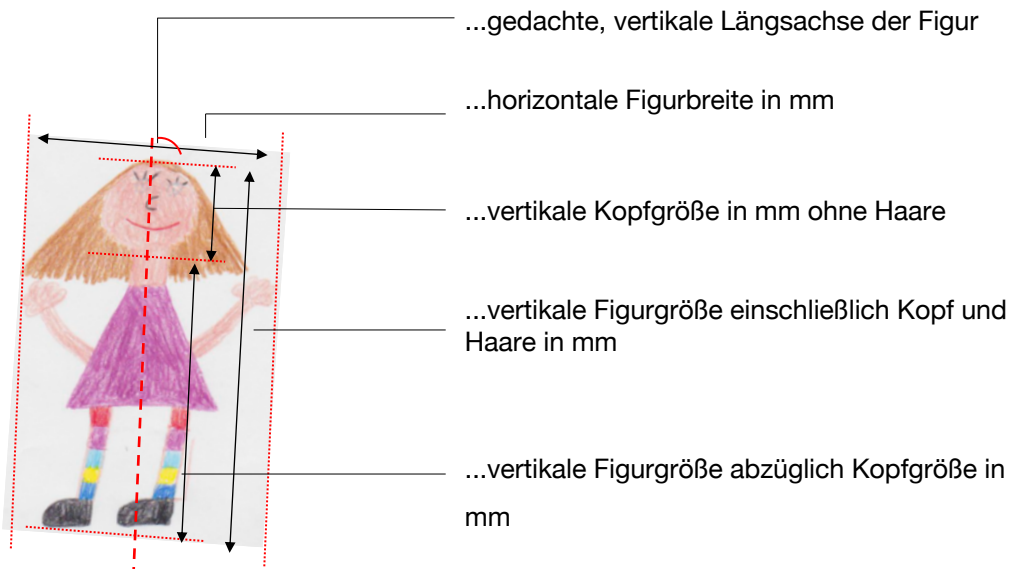 ...gedachte, vertikale Längsachse der Figur
...horizontale Figurbreite in mm
...vertikale Kopfgröße in mm ohne Haare
...vertikale Figurgröße einschließlich Kopf und
Haare in mm
...vertikale Figurgröße abzüglich Kopfgröße in
mm